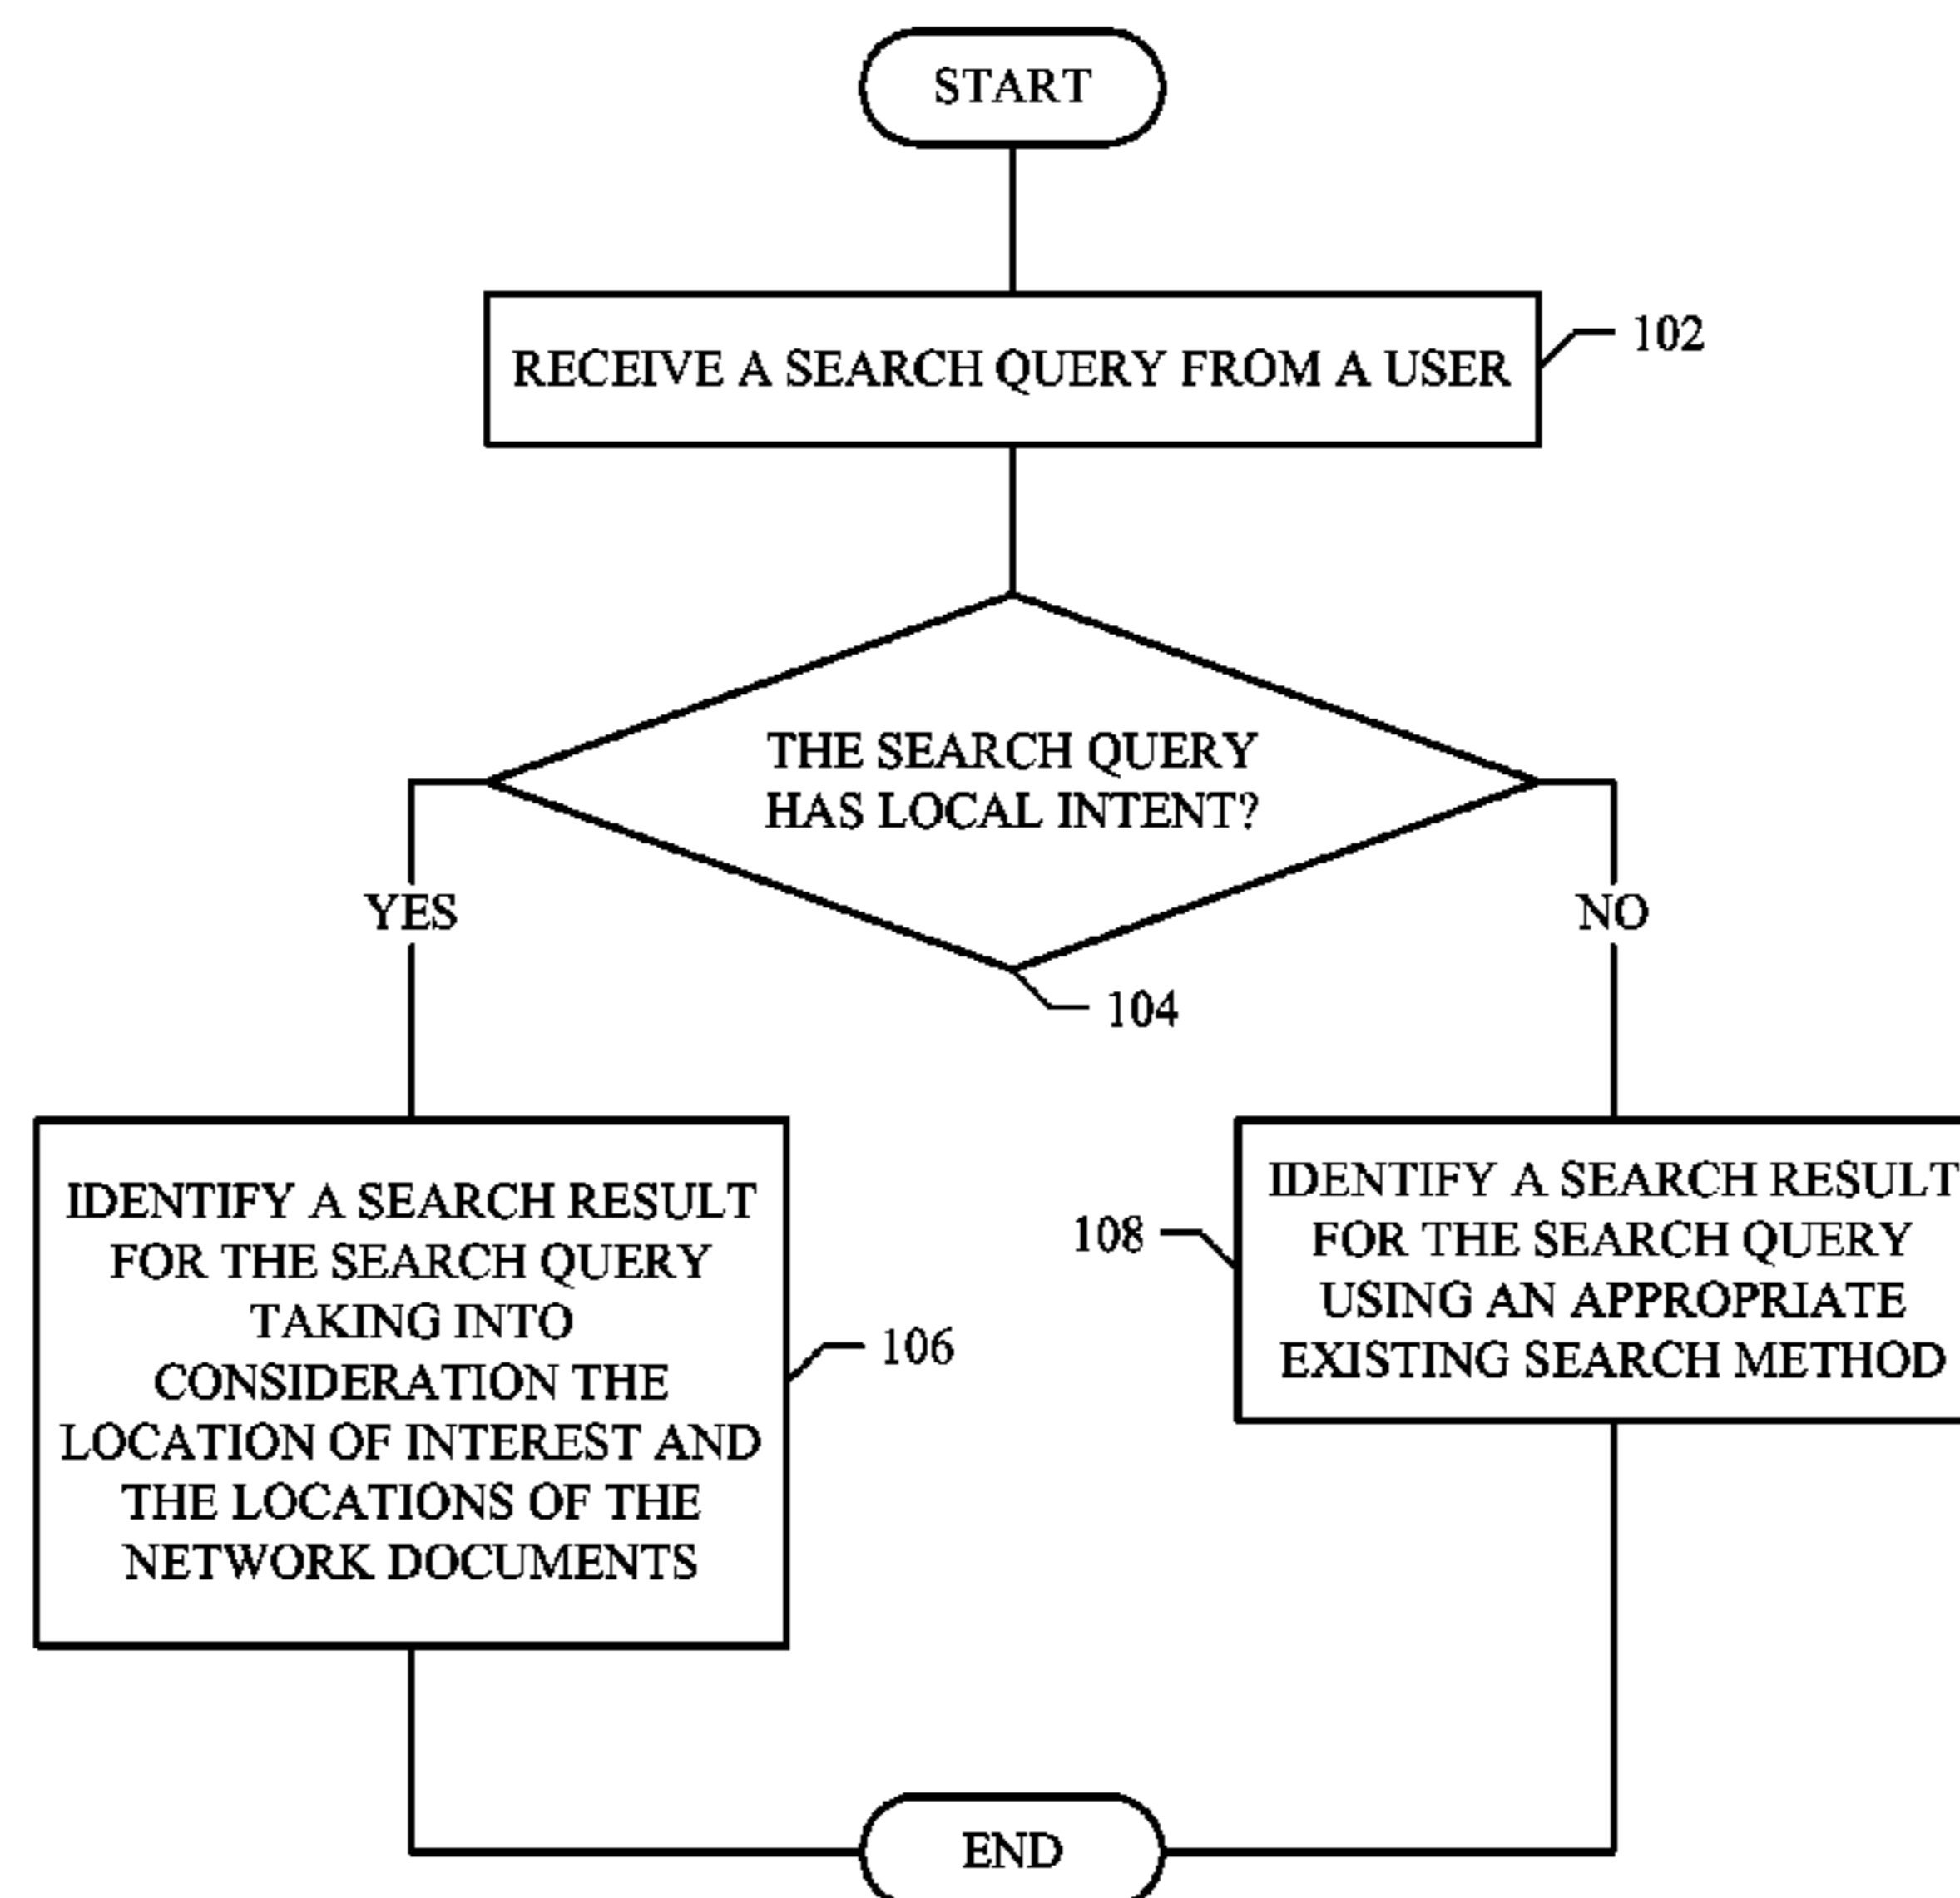 START
RECEIVE A SEARCH QUERY FROM A USER
102
THE SEARCH QUERY
HAS LOCAL INTENT?
YES
NO
104
IDENTIFY A SEARCH RESULT
FOR THE SEARCH QUERY
TAKING INTO
CONSIDERATION THE
LOCATION OF INTEREST AND
THE LOCATIONS OF THE
NETWORK DOCUMENTS
106
108
IDENTIFY A SEARCH RESULT
FOR THE SEARCH QUERY
USING AN APPROPRIATE
EXISTING SEARCH METHOD
END